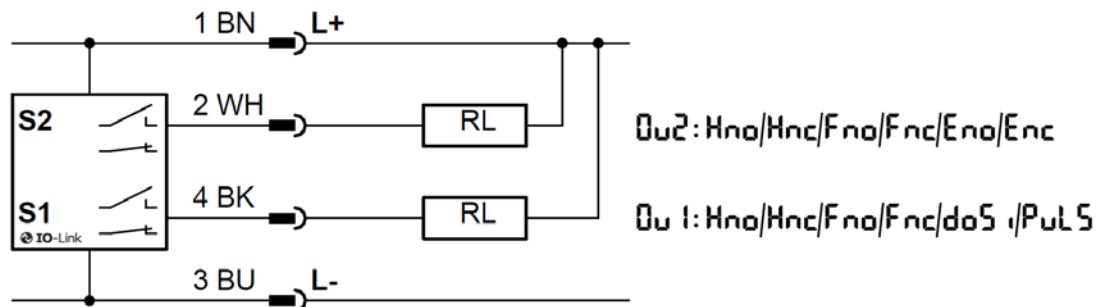 1 BN L+
S2 2 WH RL Ou2: Hno/Hnc/Fno/Fnc/Eno/Enc
S1 4 BK RL Ou1: Hno/Hnc/Fno/Fnc/doSi/PuLS
IO-Link
3 BU L-